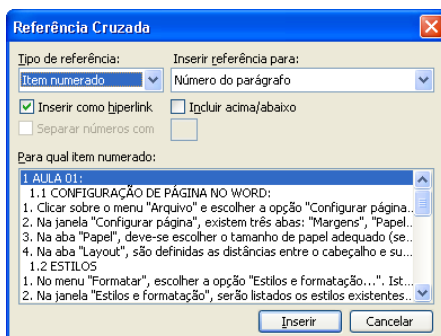 Referência Cruzada
Tipo de referência: Inserir referência para:
Item numerado Número do parágrafo
Inserir como hiperlink Incluir acima/abaixo
Separar números com
Para qual item numerado:
1 AULA 01:
1.1 CONFIGURAÇÃO DE PÁGINA NO WORD:
1. Clicar sobre o menu "Arquivo" e escolher a opção "Configurar página...
2. Na janela "Configurar página", existem três abas: "Margens", "Papel...
3. Na aba "Papel", deve-se escolher o tamanho de papel adequado (se...
4. Na aba "Layout", são definidas as distâncias entre o cabeçalho e su...
1.2 ESTILOS
1. No menu "Formatar", escolher a opção "Estilos e formatação...". Ist...
2. Na janela "Estilos e formatação", serão listados os estilos existentes...
Inserir Cancelar